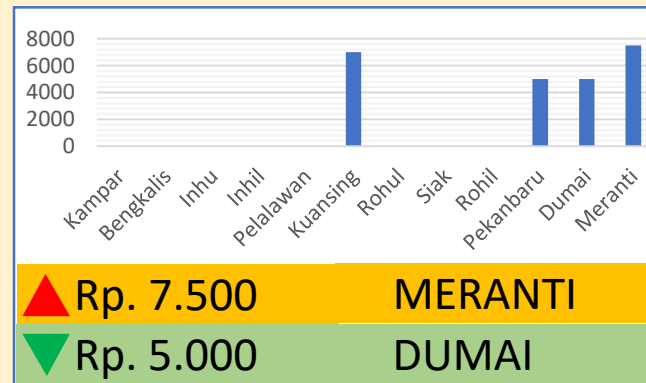 8000
6000
4000
2000
0
Kampar
Bengkalis
Inhu
Inhil
Pelalawan
Kuansing
Rohul
Siak
Rohil
Pekanbaru
Dumai
Meranti
Rp. 7.500 MERANTI
Rp. 5.000 DUMAI